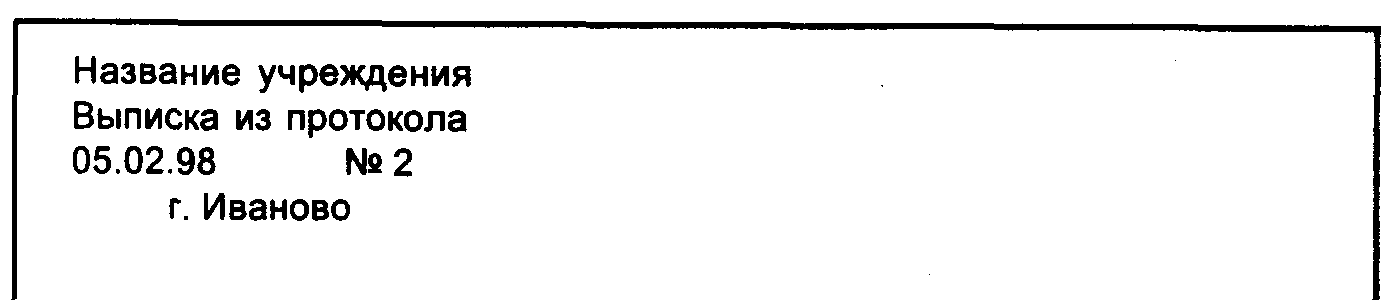 Название учреждения
Выписка из протокола
05.02.98 № 2
г. Иваново